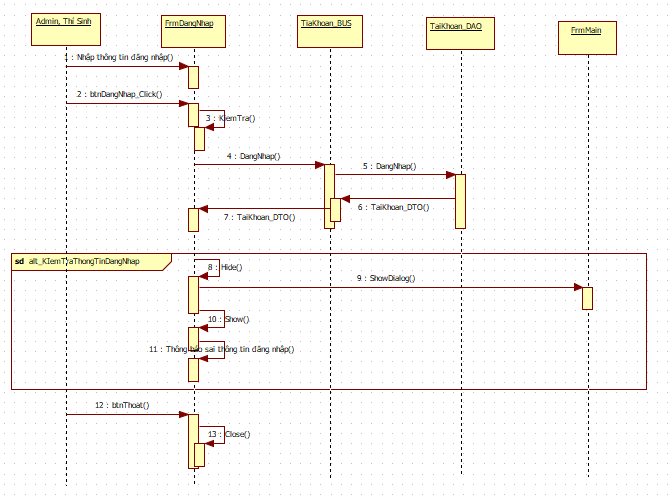 Admin, Thí Sinh
FrmDangNhap
TiaKhoan_BUS
TaiKhoan_DAO
FrmMain
1 : Nhập thông tin đăng nhập()
2 : btnDangNhap_Click()
3 : KiemTra()
4 : DangNhap()
5 : DangNhap()
6 : TaiKhoan_DTO()
7 : TaiKhoan_DTO()
sd alt_KIemTraThongTinDangNhap
8 : Hide()
9 : ShowDialog()
10 : Show()
11 : Thông báo sai thông tin đăng nhập()
12 : btnThoat()
13 : Close()